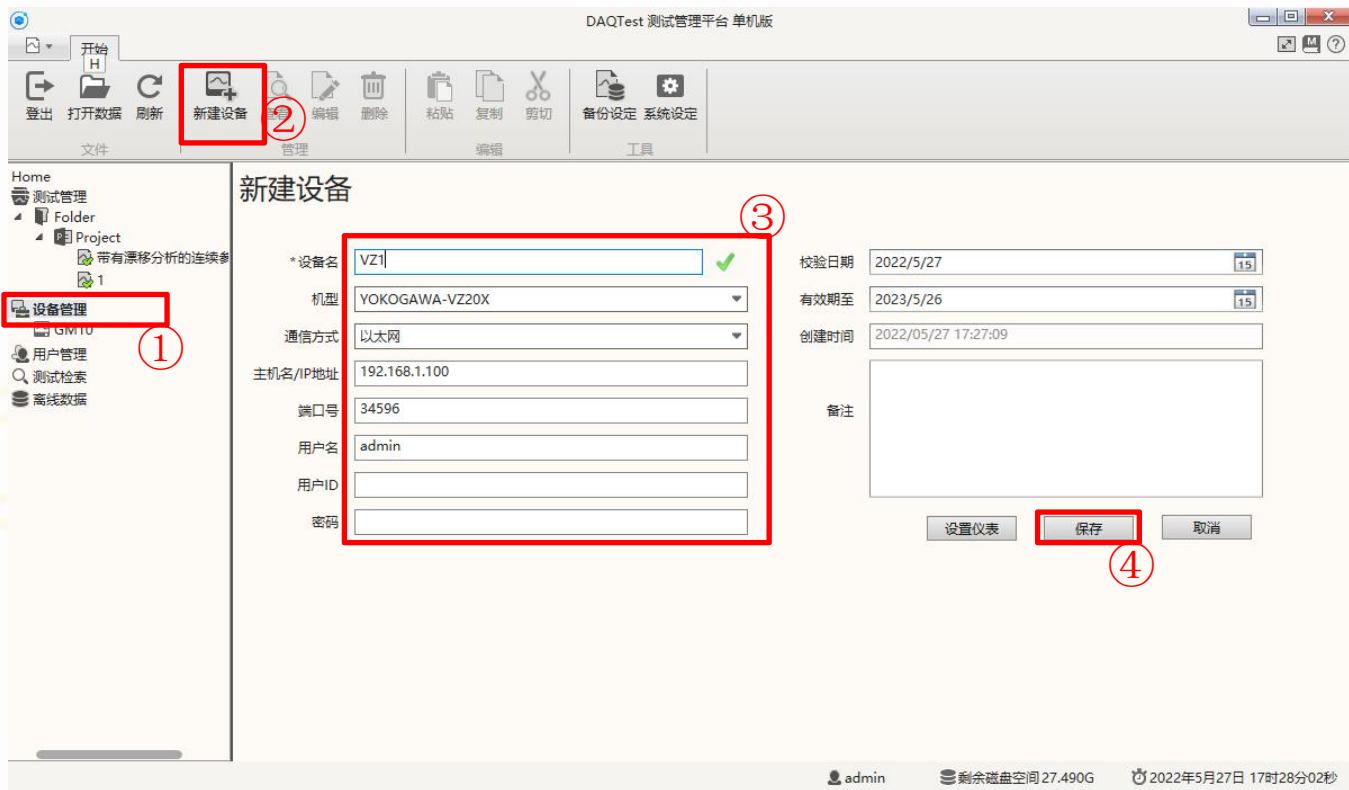 DAQTest 测试管理平台 单机版
开始
H
M
登出 打开数据 刷新 新建设备 编辑 删除 粘贴 复制 剪切 备份设定 系统设定
②
文件 管理 编辑 工具
Home
测试管理
Folder
Project
带有漂移分析的连续参
1
设备管理
GM10
①
用户管理
测试检索
离线数据
新建设备
③
*设备名 VZ1
机型 YOKOGAWA-VZ20X
通信方式 以太网
主机名/IP地址 192.168.1.100
端口号 34596
用户名 admin
用户ID
密码
校验日期 2022/5/27 15
有效期至 2023/5/26 15
创建时间 2022/05/27 17:27:09
备注
设置仪表 保存 取消
④
admin 剩余磁盘空间27.490G 2022年5月27日 17时28分02秒